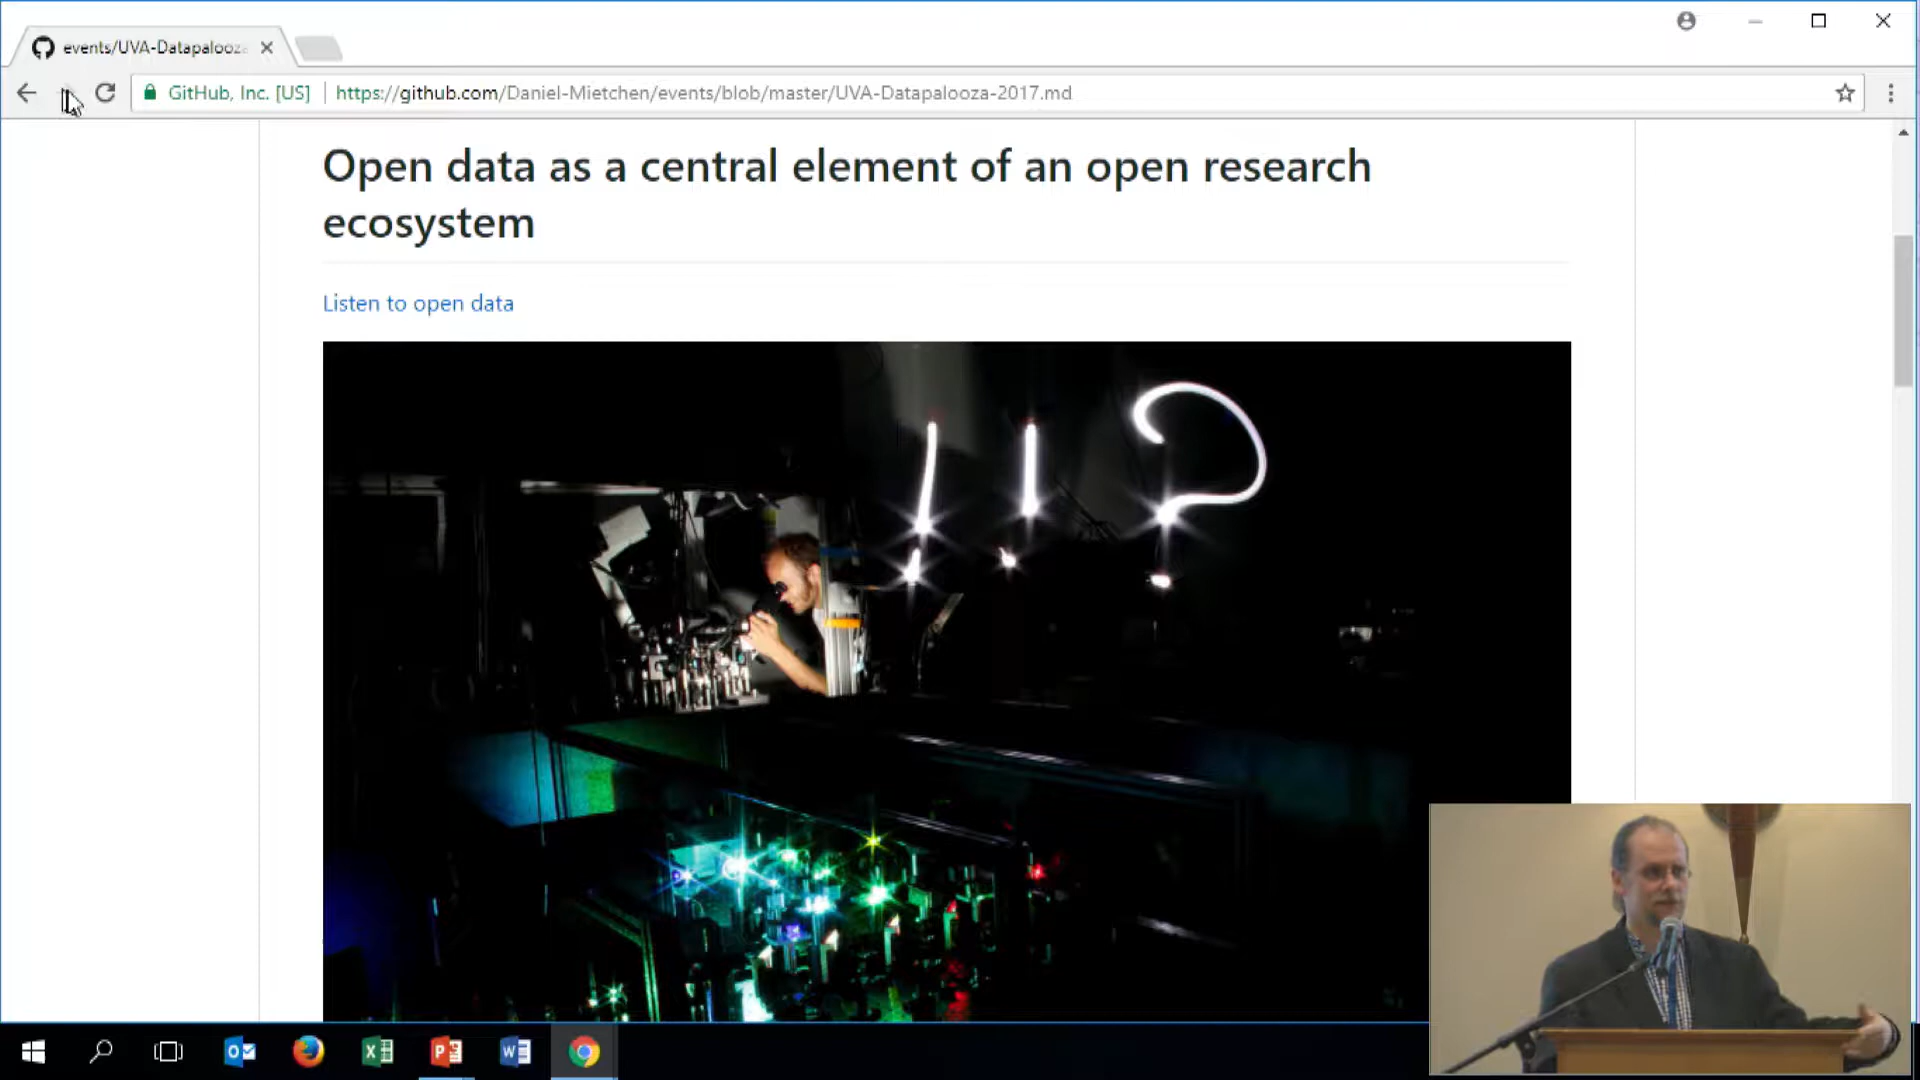 events/UVA-Datapalooza
GitHub, Inc. [US] https://github.com/Daniel-Mietchen/events/blob/master/UVA-Datapalooza-2017.md
Open data as a central element of an open research
ecosystem
Listen to open data
!!?